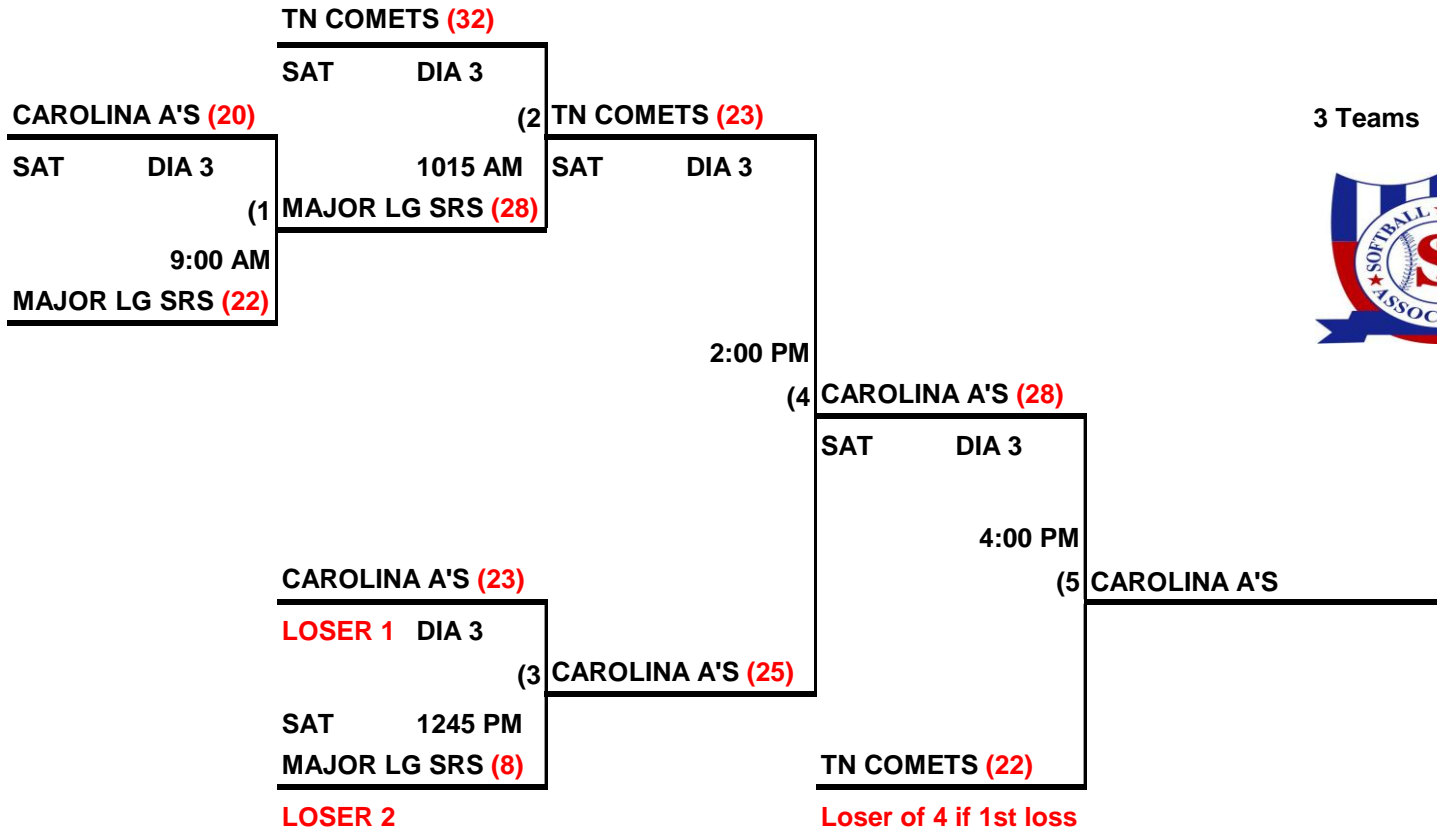 TN COMETS (32)
SAT DIA 3
CAROLINA A'S (20)
(2 TN COMETS (23)
3 Teams
SAT DIA 3
1015 AM
SAT DIA 3
(1 MAJOR LG SRS (28)
9:00 AM
MAJOR LG SRS (22)
SOFTBALL
2:00 PM
(4 CAROLINA A'S (28)
SAT DIA 3
4:00 PM
CAROLINA A'S (23)
(5 CAROLINA A'S
LOSER 1 DIA 3
(3 CAROLINA A'S (25)
SAT 1245 PM
MAJOR LG SRS (8)
TN COMETS (22)
LOSER 2
Loser of 4 if 1st loss